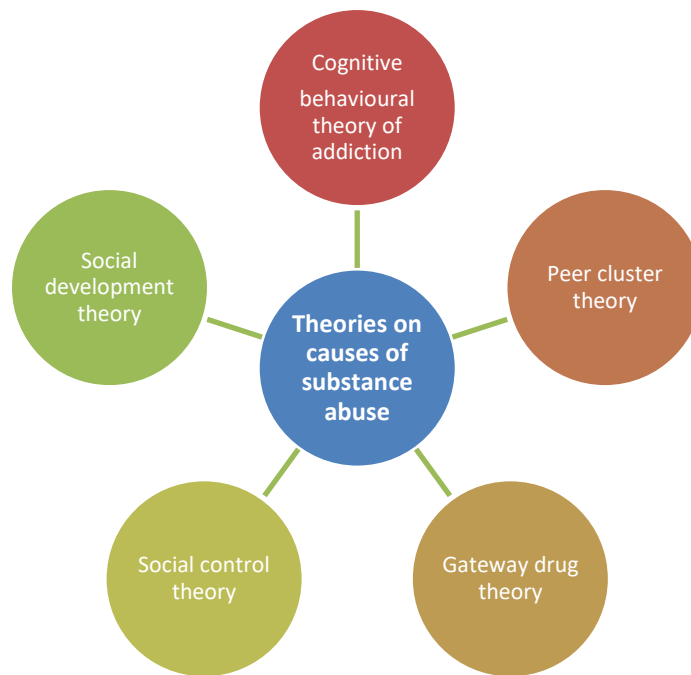 Cognitive
behavioural
theory of
addiction
Social
development
theory
Peer cluster
theory
Theories on
causes of
substance
abuse
Social control
theory
Gateway drug
theory